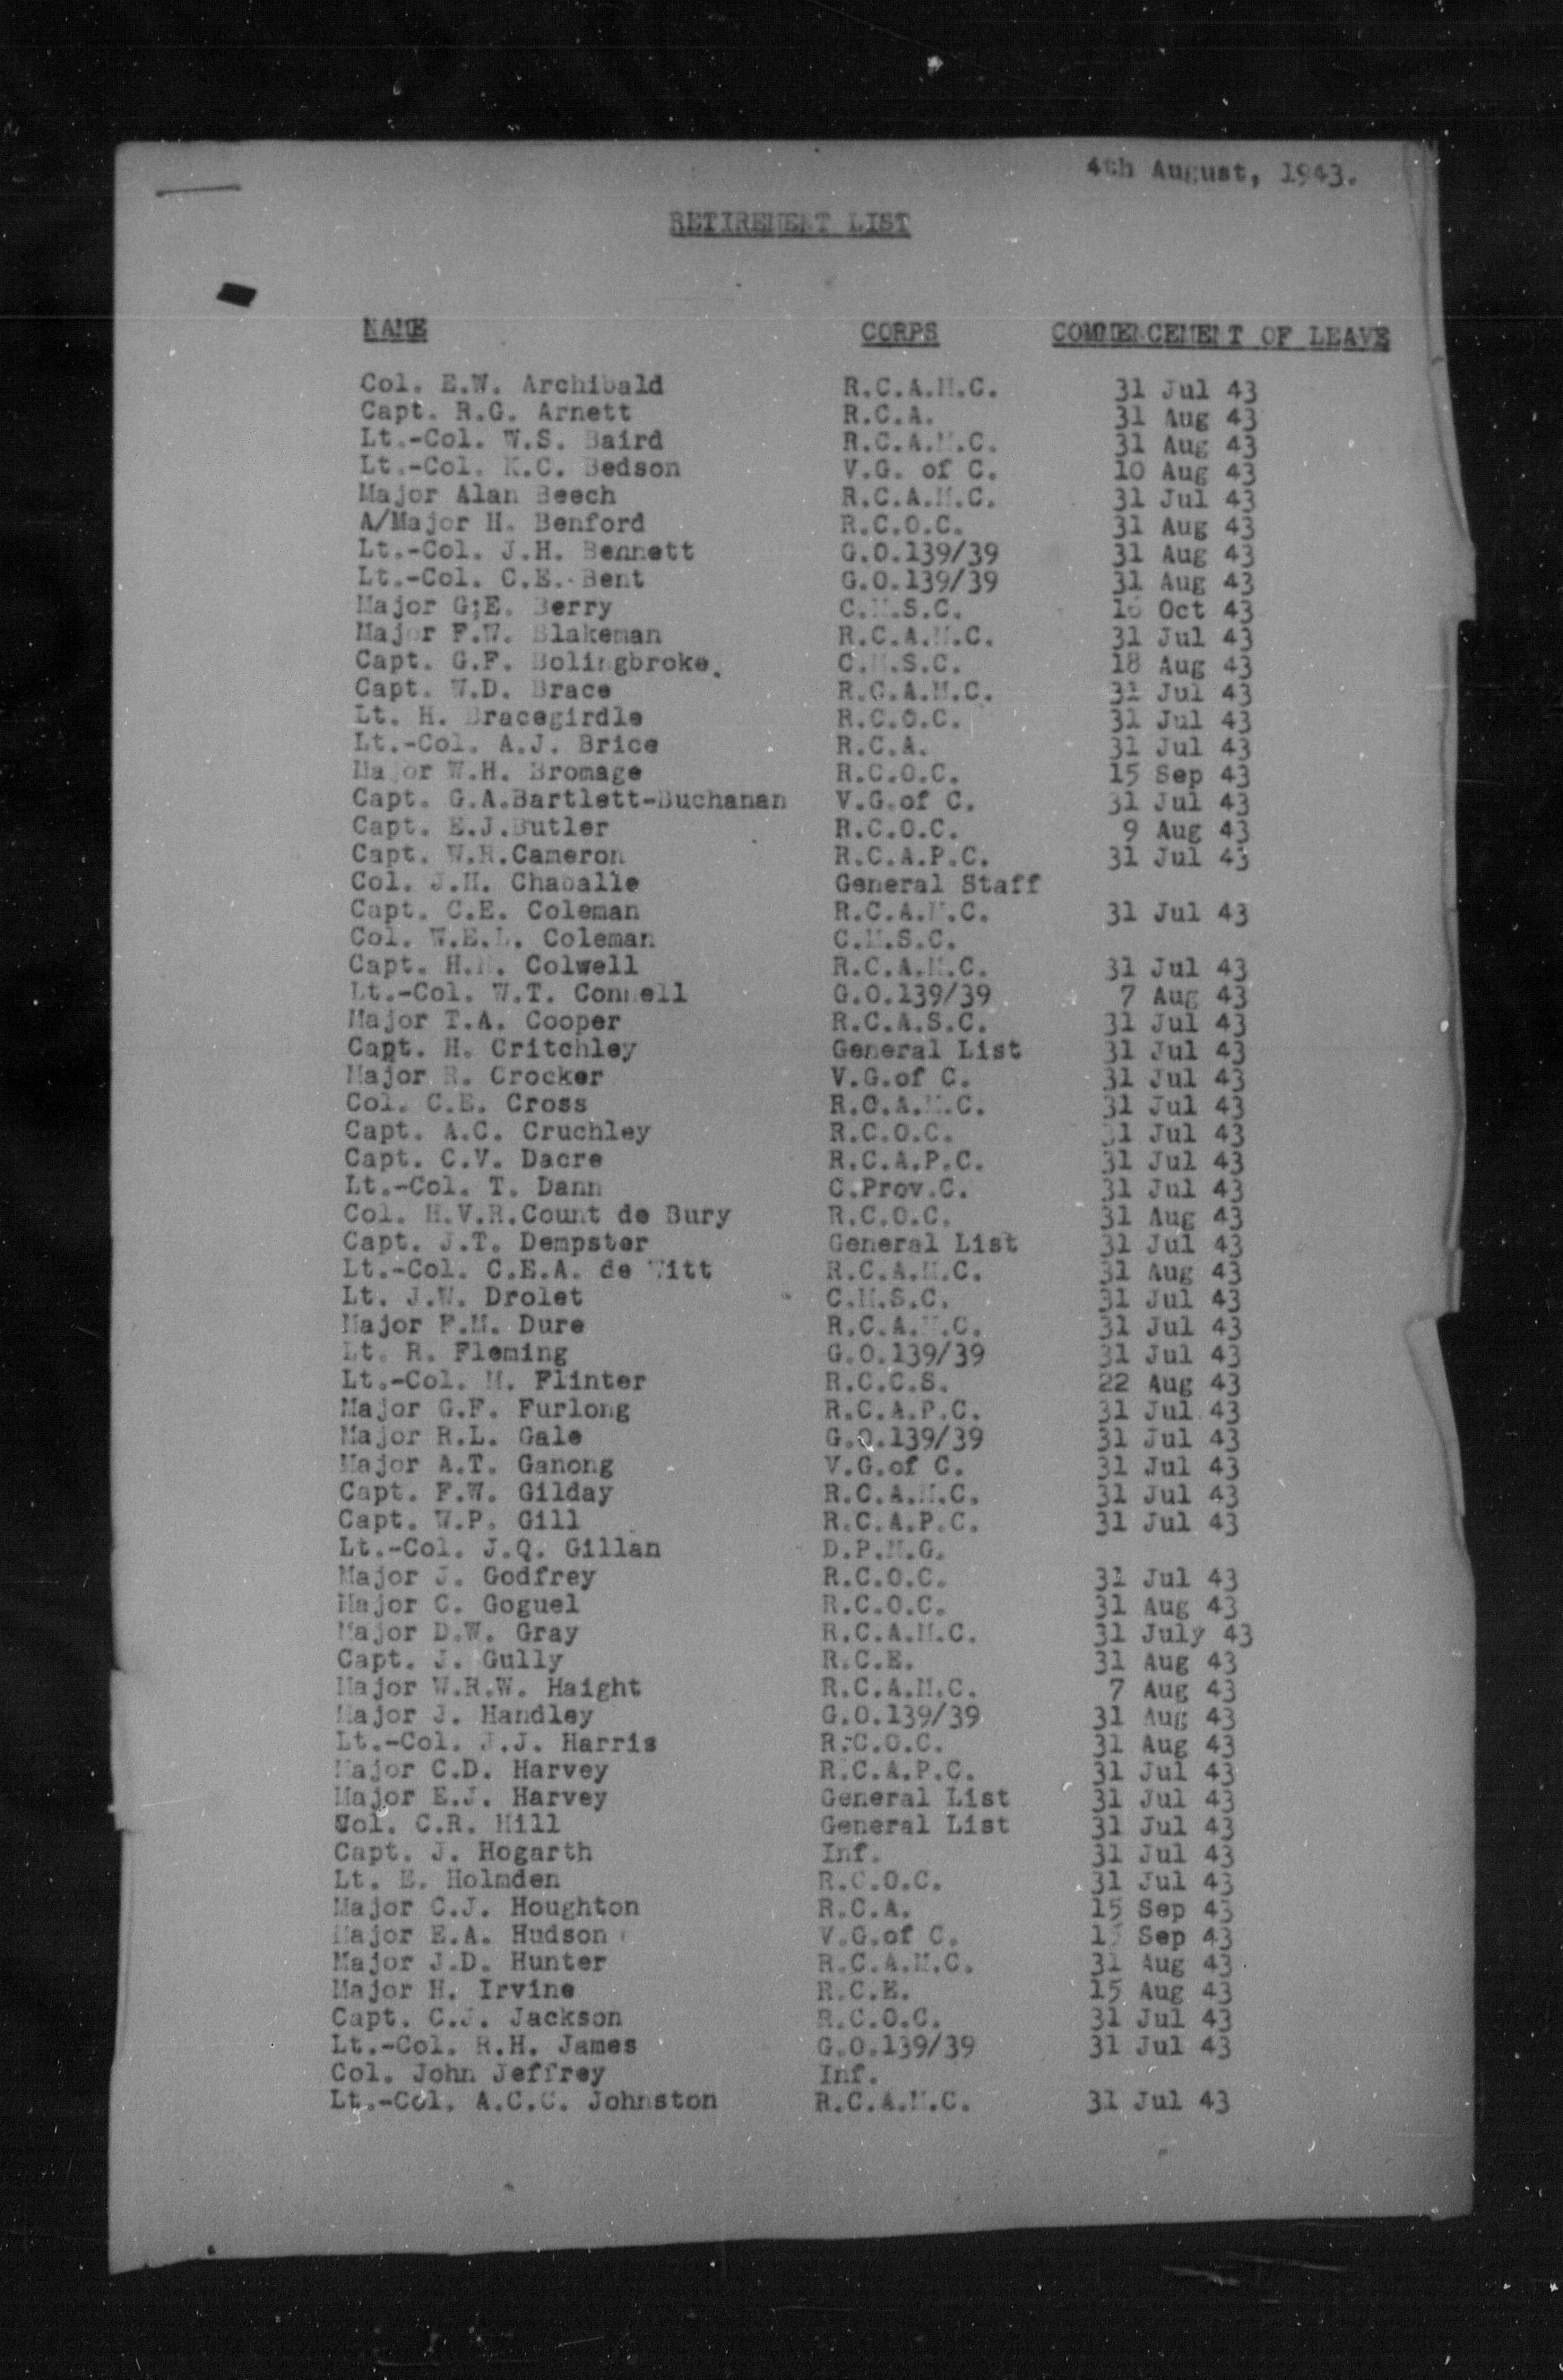 4th August, 1943.
RETIREMENT LIST
NAME CORPS COMMENCEMENT OF LEAVE
Col. E.W. Archibald R.C.A.M.C. 31 Jul 43
Capt. R.G. Arnett R.C.A. 31 Aug 43
Lt.-Col. W.S. Baird R.C.A.M.C. 31 Aug 43
Lt.-Col. K.C. Bedson V.G. of C. 10 Aug 43
Major Alan Beech R.C.A.M.C. 31 Jul 43
A/Major H. Benford R.C.O.C. 31 Aug 43
Lt.-Col. J.H. Bennett G.O.139/39 31 Aug 43
Lt.-Col. C.E. Bent G.O.139/39 31 Aug 43
Major G;E. Berry C.M.S.C. Oct 43
Major F.W. Blakeman R.C.A.M.C. 31 Jul 43
Capt. G.F. Bolingbroke. C.M.S.C. 18 Aug 43
Capt. W.D. Brace R.C.A.M.C. 31 Jul 43
Lt. H. Bracegirdle R.C.O.C. 31 Jul 43
Lt.-Col. A.J. Brice R.C.A. 31 Jul 43
Major W.H. Bromage R.C.O.C. 15 Sep 43
Capt. G.A.Bartlett-Buchanan V.G.of C. 31 Jul 43
Capt. E.J.Butler R.C.O.C. 9 Aug 43
Capt. W.R.Cameron R.C.A.P.C. 31 Jul 43
Col. J.H. Chaballe General Staff
Capt. C.E. Coleman R.C.A.M.C. 31 Jul 43
Col. W.E.L. Coleman C.M.S.C.
Capt. H.M. Colwell R.C.A.M.C. 31 Jul 43
Lt.-Col. W.T. Connell G.O.139/39 7 Aug 43
Major T.A. Cooper R.C.A.S.C. 31 Jul 43
Capt. H. Critchley General List 31 Jul 43
Major R. Crocker V.G.of C. 31 Jul 43
Col. C.E. Cross R.C.A.M.C. 31 Jul 43
Capt. A.C. Cruchley R.C.O.C. 31 Jul 43
Capt. C.V. Dacre R.C.A.P.C. 31 Jul 43
Lt.-Col. T. Dann C.Prov.C. 31 Jul 43
Col. H.V.R.Count de Bury R.C.O.C. 31 Aug 43
Capt. J.T. Dempster General List 31 Jul 43
Lt.-Col. C.E.A. de Witt R.C.A.M.C. 31 Aug 43
Lt. J.W. Drolet C.M.S.C. 31 Jul 43
Major F.M. Dure R.C.A.M.C. 31 Jul 43
Lt. R. Fleming G.O.139/39 31 Jul 43
Lt.-Col. M. Flinter R.C.C.S. 22 Aug 43
Major G.F. Furlong R.C.A.P.C. 31 Jul 43
Major R.L. Gale G.O.139/39 31 Jul 43
Major A.T. Ganong V.G.of C. 31 Jul 43
Capt. F.W. Gilday R.C.A.M.C. 31 Jul 43
Capt. W.P. Gill R.C.A.P.C. 31 Jul 43
Lt.-Col. J.Q. Gillan D.P.M.G.
Major J. Godfrey R.C.O.C. 31 Jul 43
Major C. Goguel R.C.O.C. 31 Aug 43
Major D.W. Gray R.C.A.M.C. 31 July 43
Capt. J. Gully R.C.E. 31 Aug 43
Major W.R.W. Haight R.C.A.M.C. 7 Aug 43
Major J. Handley G.O.139/39 31 Aug 43
Lt.-Col. J.J. Harris R.C.O.C. 31 Aug 43
Major C.D. Harvey R.C.A.P.C. 31 Jul 43
Major E.J. Harvey General List 31 Jul 43
Col. C.R. Hill General List 31 Jul 43
Capt. J. Hogarth Inf. 31 Jul 43
Lt. E. Holmden R.C.O.C. 31 Jul 43
Major C.J. Houghton R.C.A. 15 Sep 43
Major E.A. Hudson V.G.of C. Sep 43
Major J.D. Hunter R.C.A.M.C. 31 Aug 43
Major H. Irvine R.C.E. 15 Aug 43
Capt. C.J. Jackson R.C.O.C. 31 Jul 43
Lt.-Col. R.H. James G.O.139/39 31 Jul 43
Col. John Jeffrey Inf.
Lt.-Col. A.C.C. Johnston R.C.A.M.C. 31 Jul 43